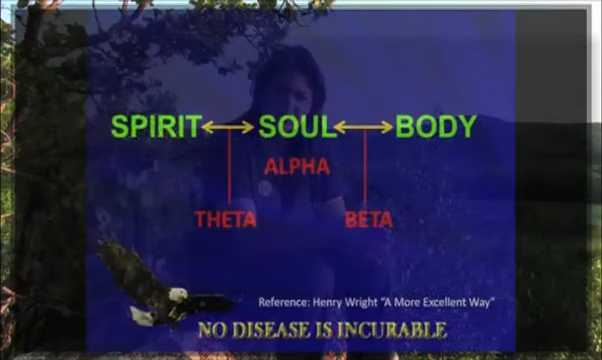 SPIRIT SOUL BODY
ALPHA
THETA BETA
Reference: Henry Wright "A More Excellent Way"
NO DISEASE IS INCURABLE